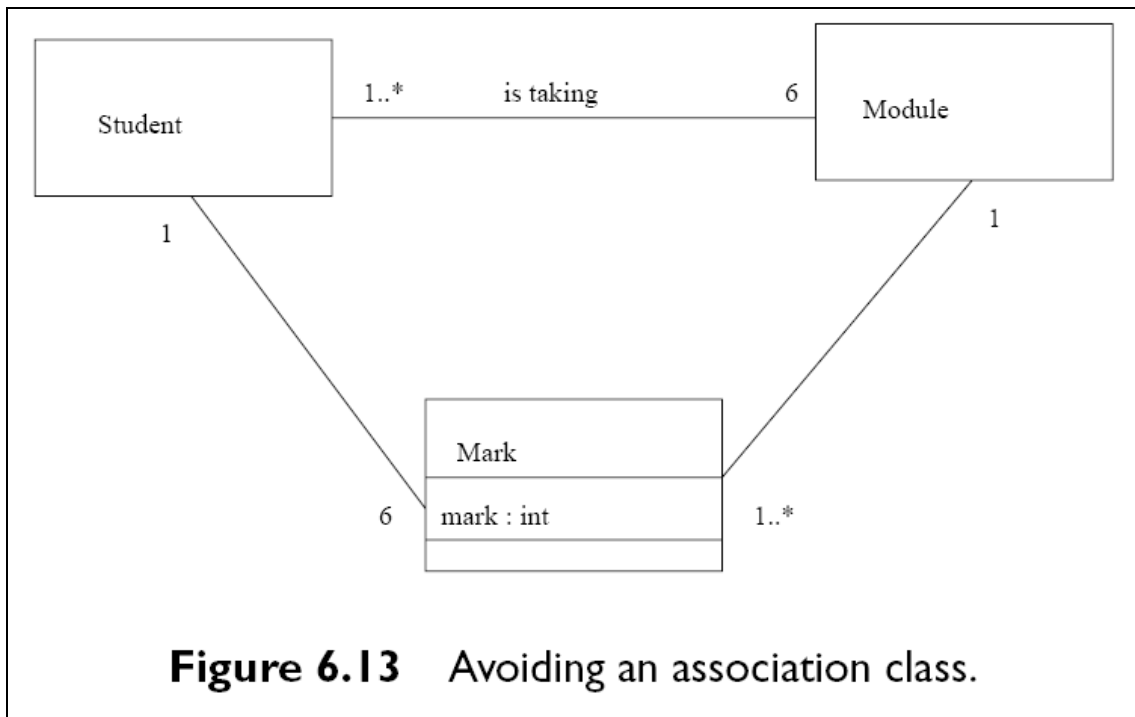 1..* is taking 6
Student
Module
1
1
Mark
6
mark : int
1..*
Figure 6.13 Avoiding an association class.